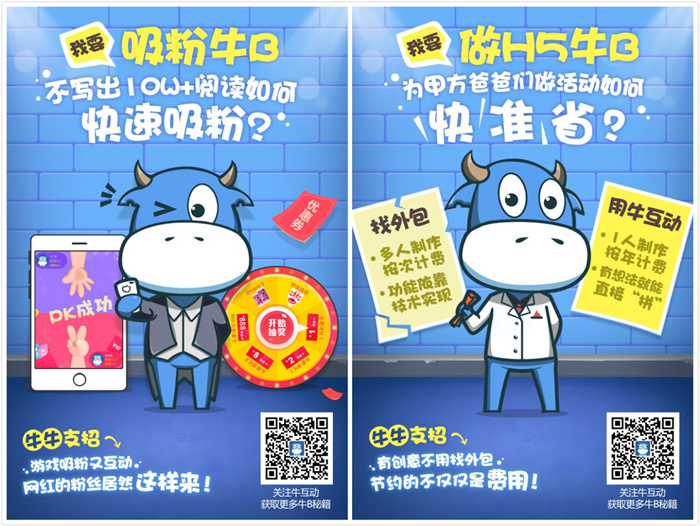 我要
吸粉牛B
不写出10W+阅读如何
快速吸粉？
优惠券
PK成功
开始
抽奖
牛牛支招
游戏吸粉又互动
网红的粉丝居然这样来！
关注牛互动
获取更多牛B秘籍
我要
做H5牛B
为甲方爸爸们做活动如何
快 准 省？
找外包
• 多人制作
按次计费
• 功能依靠
技术实现
用牛互动
• 1人制作
按年计费
• 有想法就能
直接“拼”
牛牛支招
有创意不用找外包
节约的不仅仅是费用！
关注牛互动
获取更多牛B秘籍